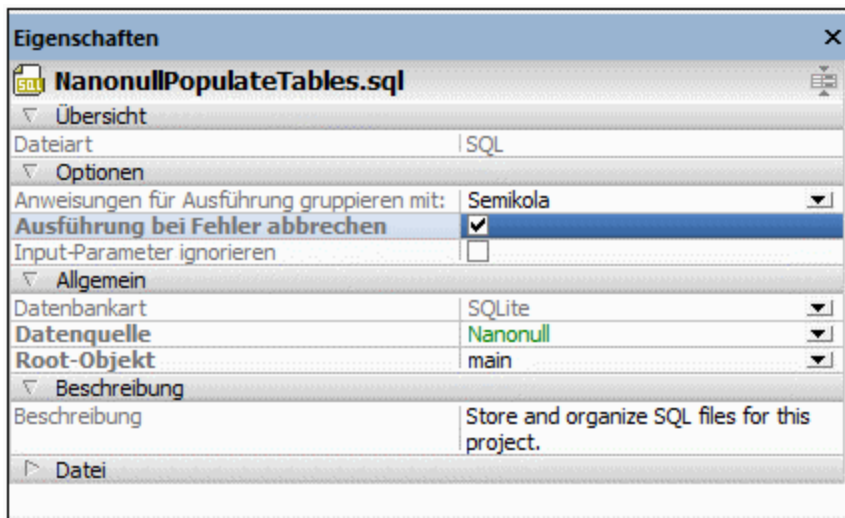 Eigenschaften
SQL NanonullPopulateTables.sql
Übersicht
Dateiart SQL
Optionen
Anweisungen für Ausführung gruppieren mit: Semikola
Ausführung bei Fehler abbrechen
Input-Parameter ignorieren
Allgemein
Datenbankart SQLite
Datenquelle Nanonull
Root-Objekt main
Beschreibung
Beschreibung Store and organize SQL files for this
project.
Datei